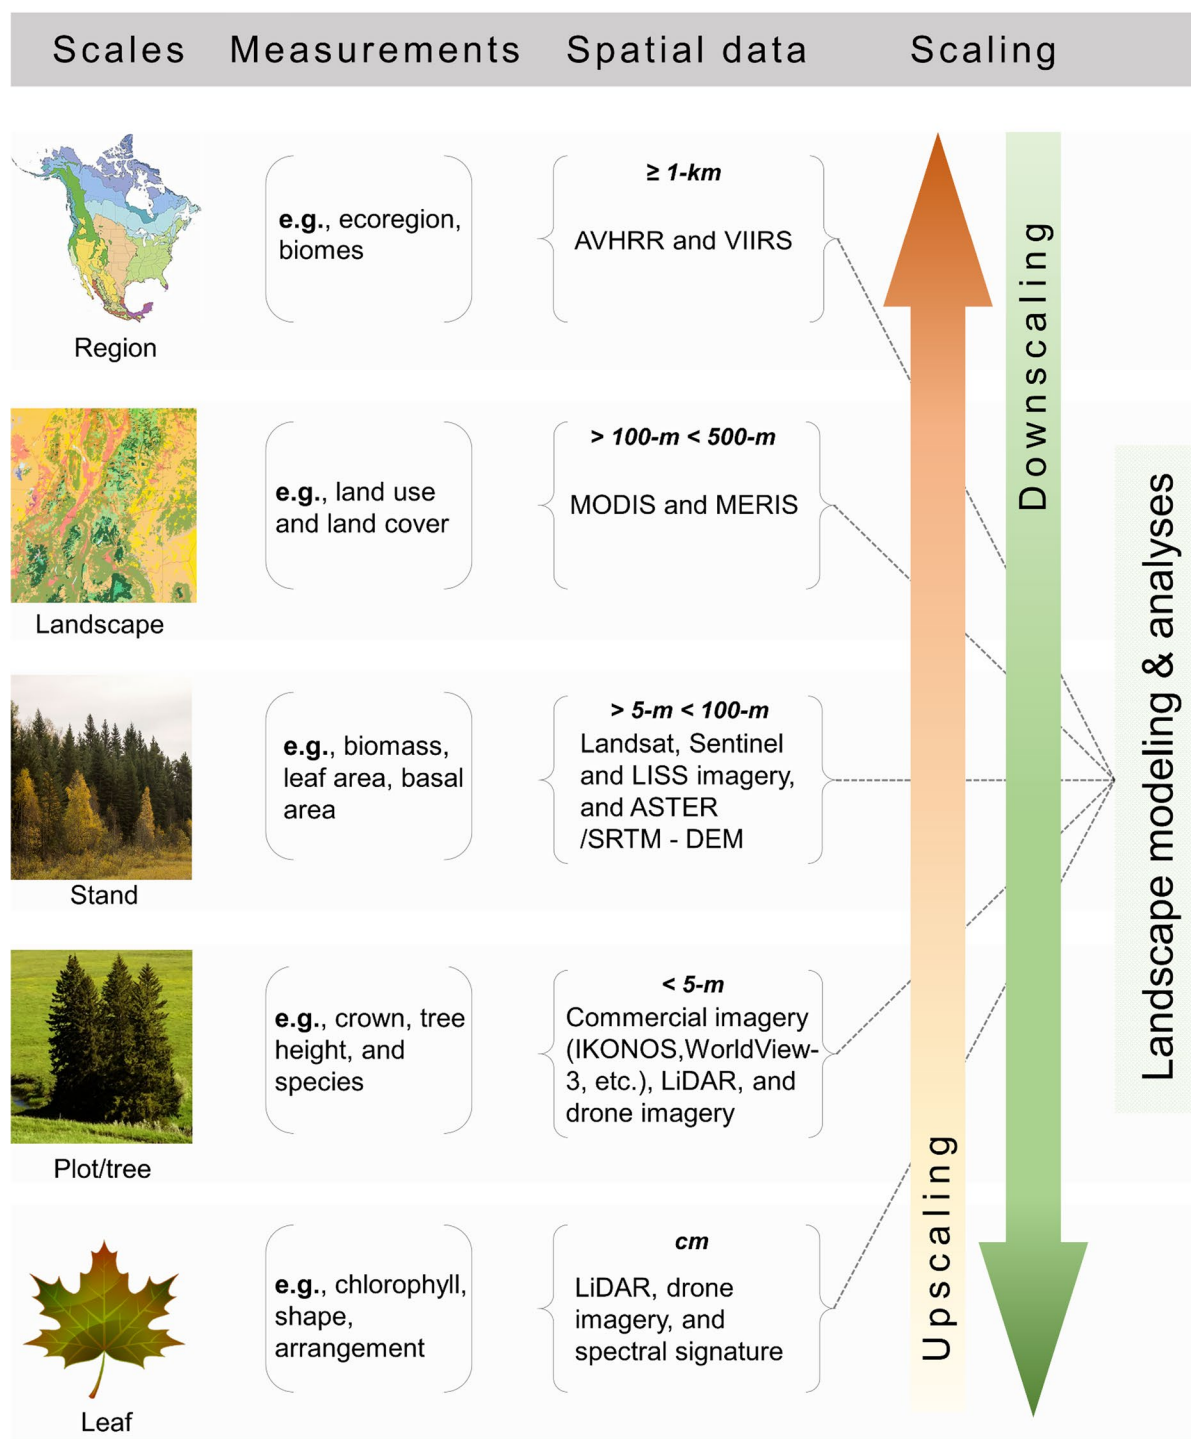 Scales Measurements Spatial data Scaling
Region
e.g., ecoregion,
biomes
≥ 1-km
AVHRR and VIIRS
Landscape
e.g., land use
and land cover
> 100-m < 500-m
MODIS and MERIS
Stand
e.g., biomass,
leaf area, basal
area
> 5-m < 100-m
Landsat, Sentinel
and LISS imagery,
and ASTER
/SRTM - DEM
Plot/tree
e.g., crown, tree
height, and
species
< 5-m
Commercial imagery
(IKONOS,WorldView-
3, etc.), LiDAR, and
drone imagery
Leaf
e.g., chlorophyll,
shape,
arrangement
cm
LiDAR, drone
imagery, and
spectral signature
Upscaling
Downscaling
Landscape modeling & analyses